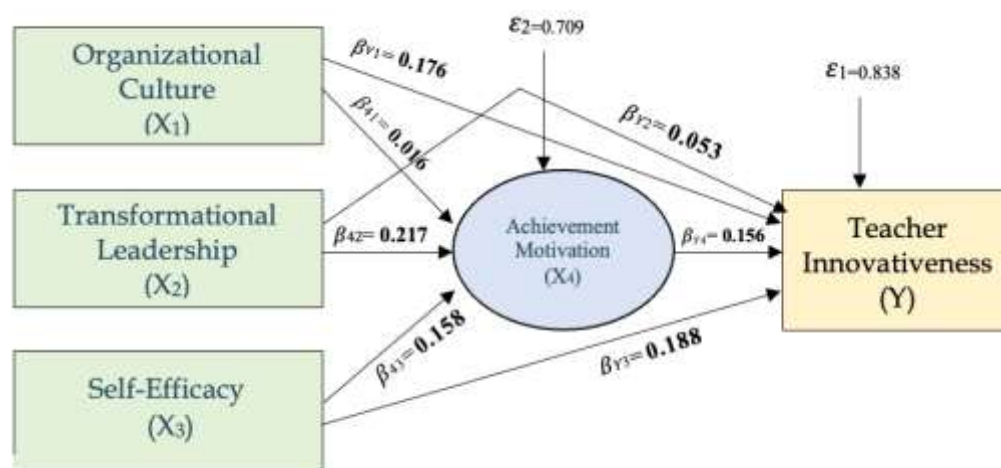 Organizational
Culture
(X₁)
Transformational
Leadership
(X₂)
Self-Efficacy
(X₃)
βY1= 0.176
β41= 0.016
β42= 0.217
β43= 0.158
ε2=0.709
Achievement
Motivation
(X₄)
βY2= 0.053
βY4= 0.156
βY3= 0.188
ε1=0.838
Teacher
Innovativeness
(Y)